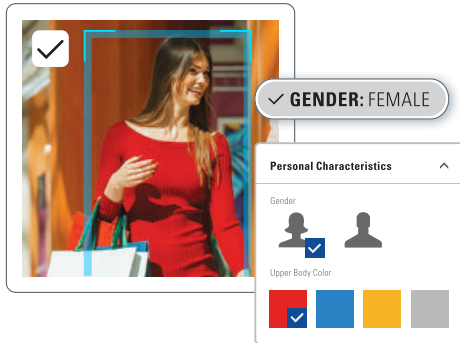 GENDER: FEMALE
Personal Characteristics
Gender
Upper Body Color